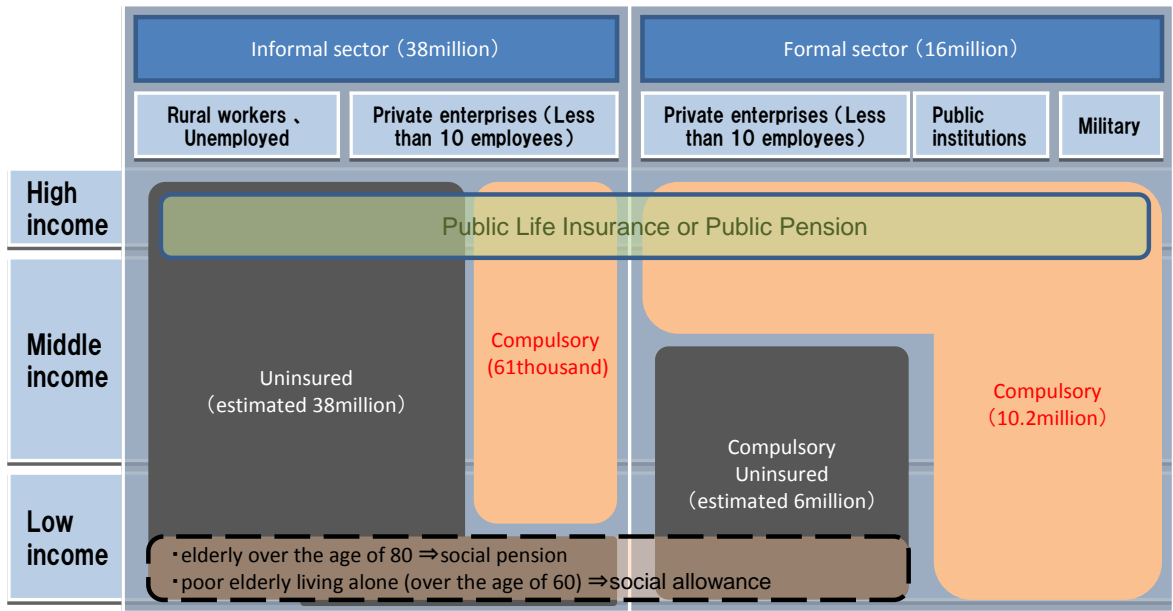 Informal sector（38million）
Formal sector（16million）
Rural workers 、
Unemployed
Private enterprises（Less
than 10 employees）
Private enterprises（Less
than 10 employees）
Public
institutions
Military
High
income
Public Life Insurance or Public Pension
Middle
income
Uninsured
（estimated 38million）
Compulsory
(61thousand)
Compulsory
Uninsured
（estimated 6million）
Compulsory
（10.2million）
Low
income
・elderly over the age of 80 ⇒social pension
・poor elderly living alone (over the age of 60) ⇒social allowance